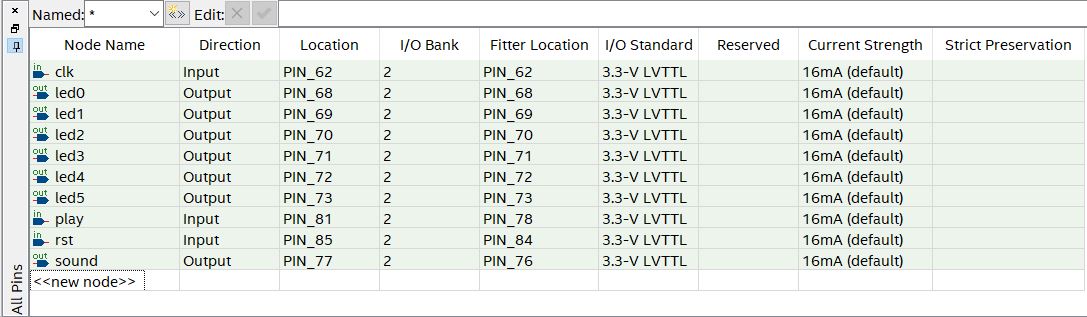 Named: * «» Edit:
Node Name Direction Location I/O Bank Fitter Location I/O Standard Reserved Current Strength Strict Preservation
in clk Input PIN_62 2 PIN_62 3.3-V LVTTL 16mA (default)
out led0 Output PIN_68 2 PIN_68 3.3-V LVTTL 16mA (default)
out led1 Output PIN_69 2 PIN_69 3.3-V LVTTL 16mA (default)
out led2 Output PIN_70 2 PIN_70 3.3-V LVTTL 16mA (default)
out led3 Output PIN_71 2 PIN_71 3.3-V LVTTL 16mA (default)
out led4 Output PIN_72 2 PIN_72 3.3-V LVTTL 16mA (default)
out led5 Output PIN_73 2 PIN_73 3.3-V LVTTL 16mA (default)
in play Input PIN_81 2 PIN_78 3.3-V LVTTL 16mA (default)
in rst Input PIN_85 2 PIN_84 3.3-V LVTTL 16mA (default)
out sound Output PIN_77 2 PIN_76 3.3-V LVTTL 16mA (default)
<<new node>>
All Pins